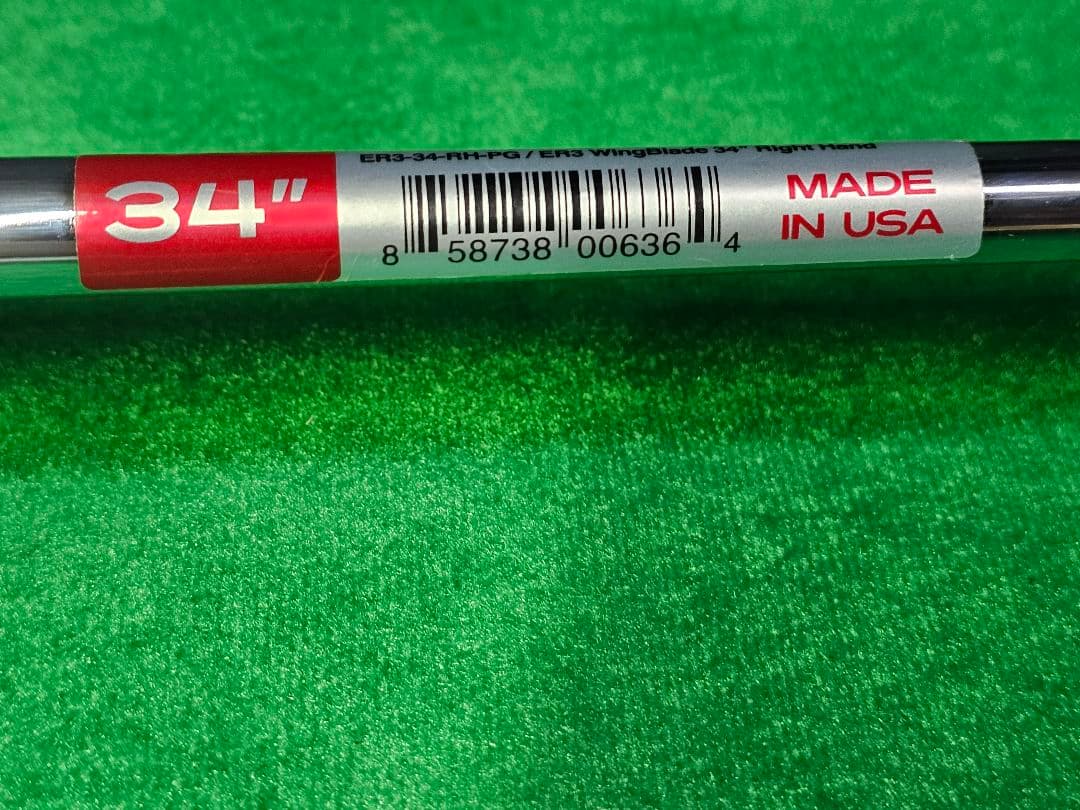 34"
ER3-34-RH-PG / ER3 WingBlade 34" Right Hand
8 58738 00636 4
MADE
IN USA